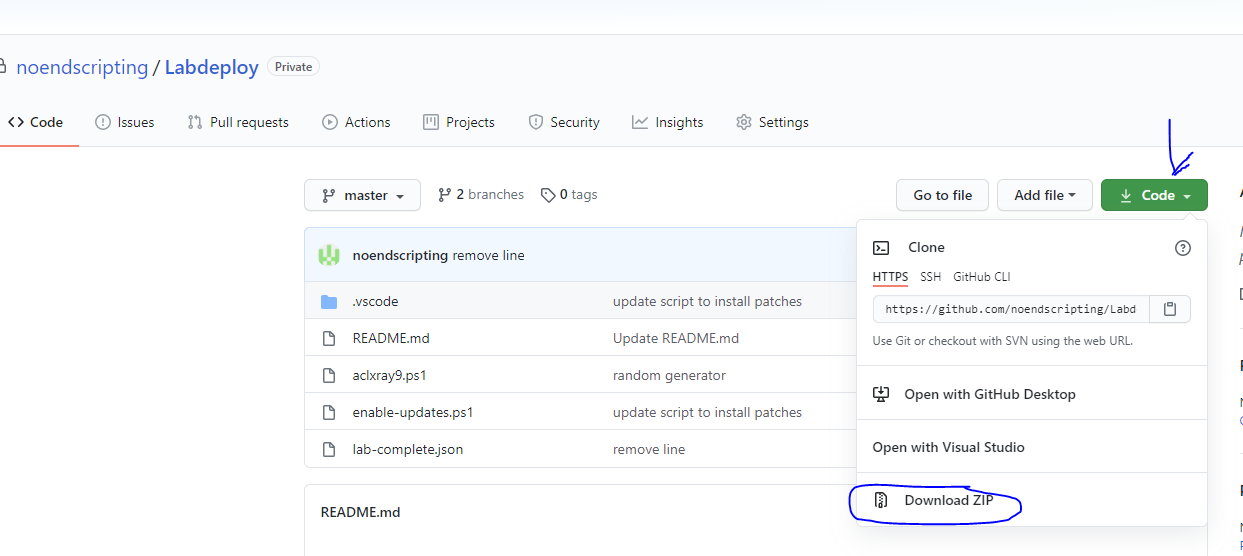 noendscripting / Labdeploy Private
Code Issues Pull requests Actions Projects Security Insights Settings
master 2 branches 0 tags Go to file Add file Code
noendscripting remove line
.vscode update script to install patches
README.md Update README.md
aclxray9.ps1 random generator
enable-updates.ps1 update script to install patches
lab-complete.json remove line
README.md
Clone
HTTPS SSH GitHub CLI
https://github.com/noendscripting/Labd
Use Git or checkout with SVN using the web URL.
Open with GitHub Desktop
Open with Visual Studio
Download ZIP